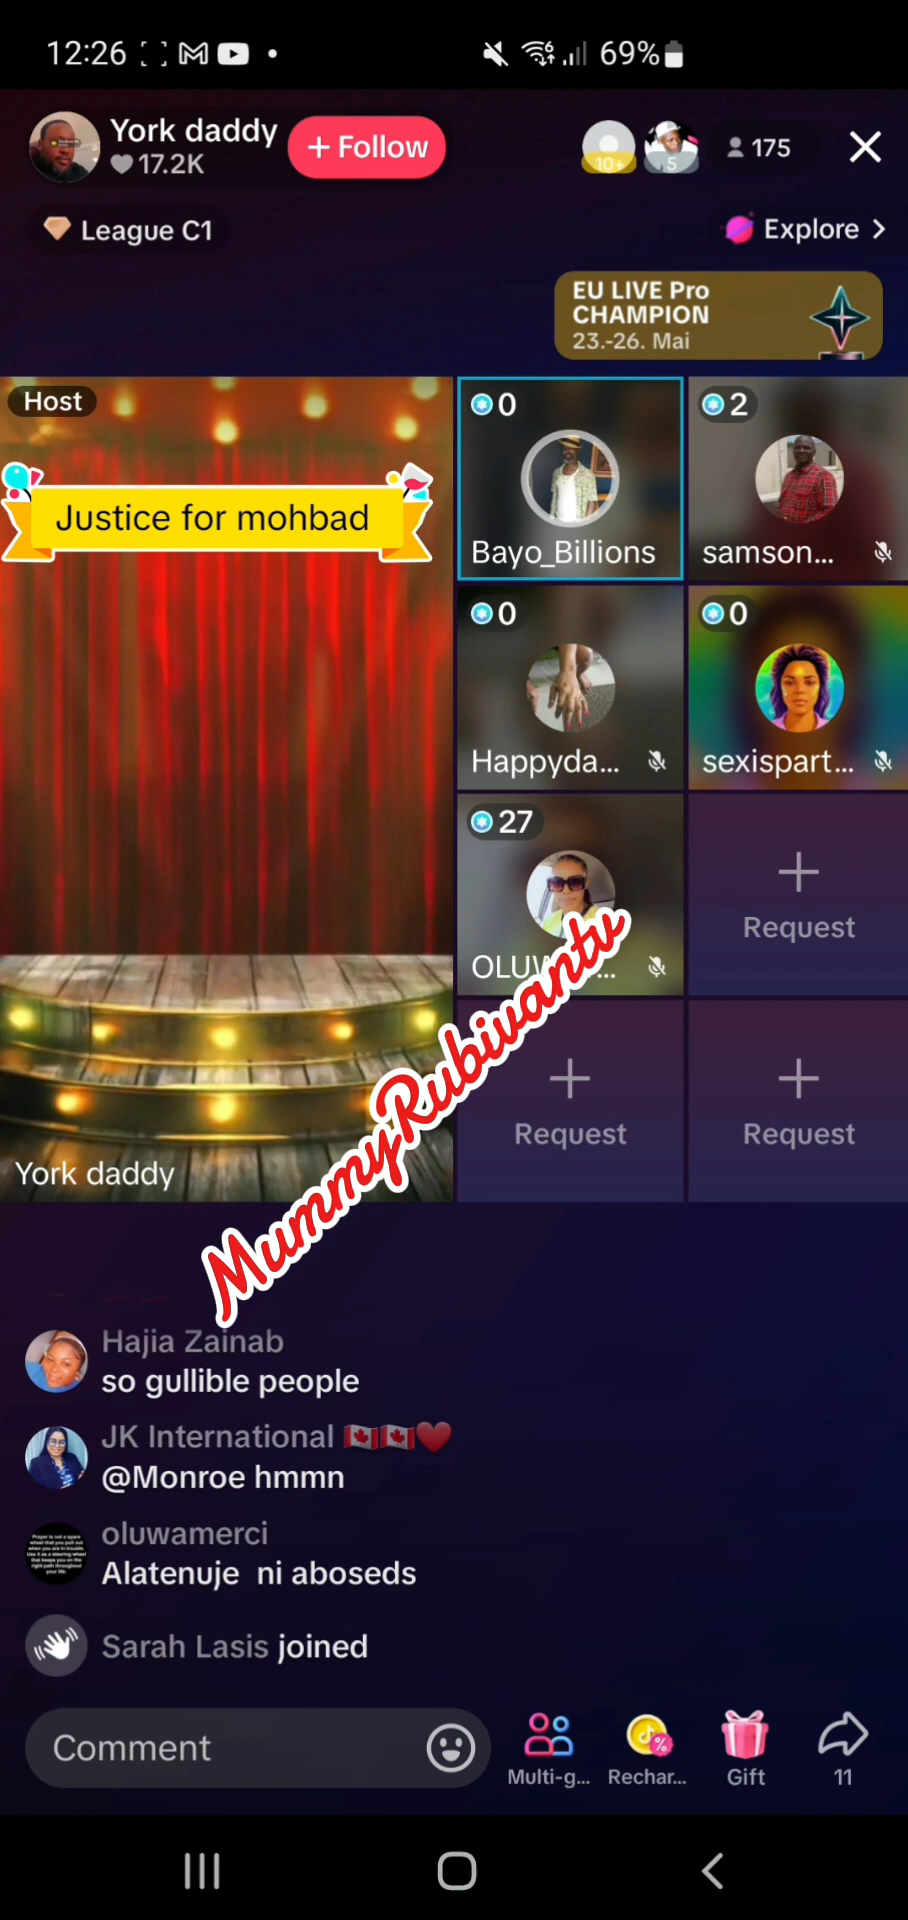 12:26
69%
York daddy
17.2K
+ Follow
10+
5
175
League C1
Explore >
EU LIVE Pro
CHAMPION
23.-26. Mai
Host
Justice for mohbad
York daddy
0
Bayo_Billions
2
samson...
0
Happyda...
0
sexispart...
27
Request
Request
Request
MummyRubivantv
Hajia Zainab
so gullible people
JK International 🇨🇦🇨🇦❤️
@Monroe hmmn
oluwamerci
Alatenuje ni aboseds
Sarah Lasis joined
Comment
Multi-g...
Rechar...
Gift
11